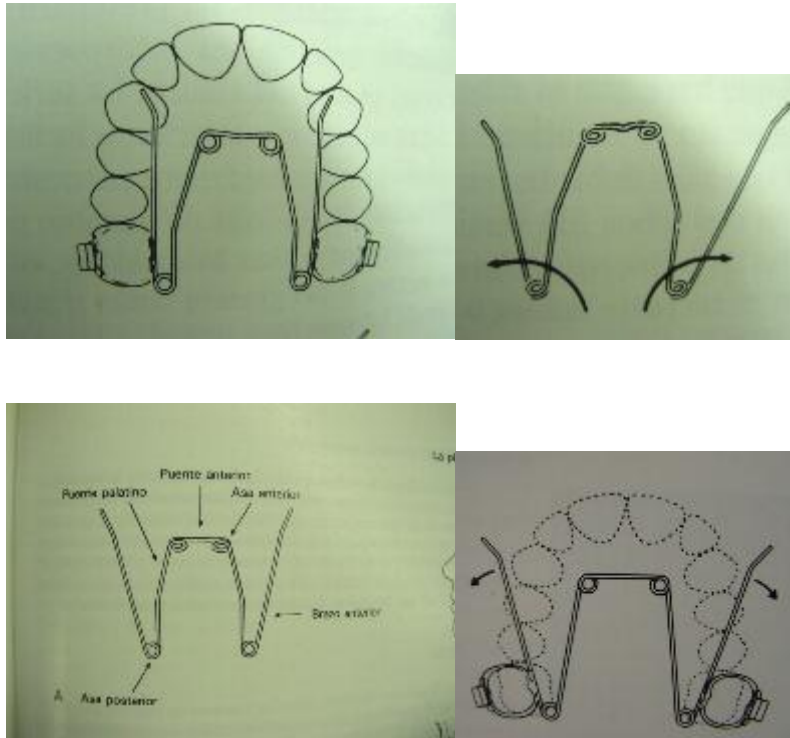 Puente anterior
Puente palatino
Asa anterior
Brazo anterior
A
Asa posterior